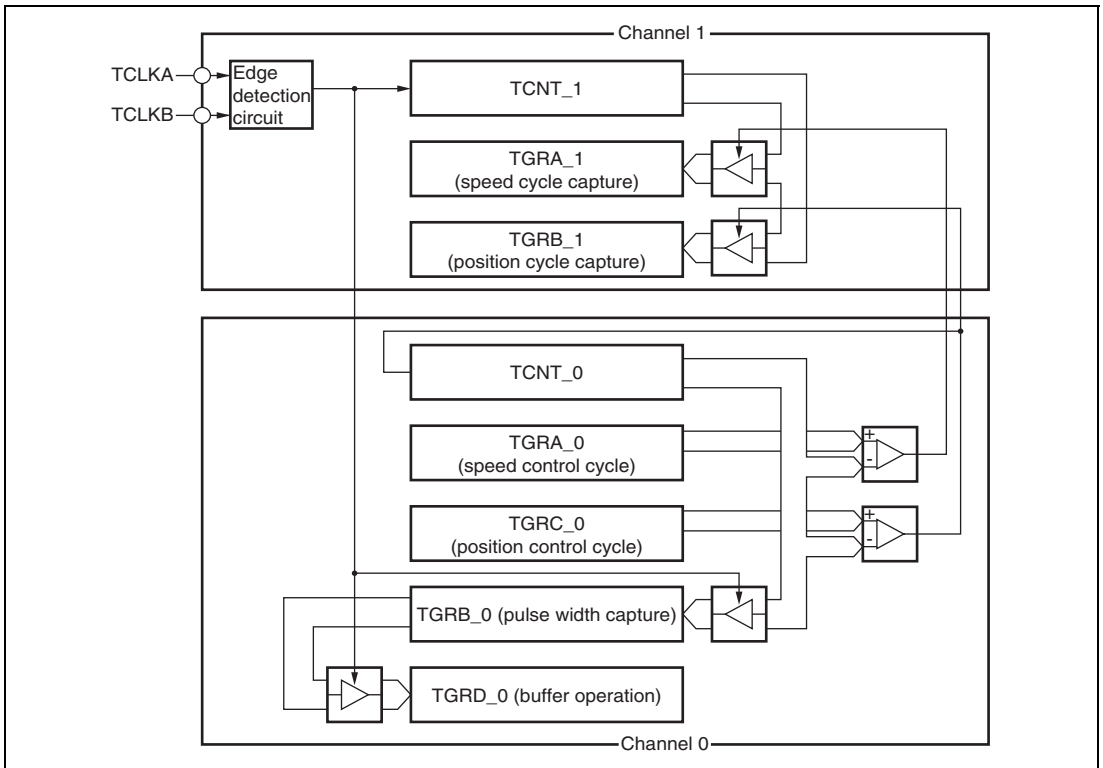 Channel 1
TCLKA
TCLKB
Edge
detection
circuit
TCNT_1
TGRA_1
(speed cycle capture)
TGRB_1
(position cycle capture)
TCNT_0
TGRA_0
(speed control cycle)
+
-
TGRC_0
(position control cycle)
+
-
TGRB_0 (pulse width capture)
TGRD_0 (buffer operation)
Channel 0